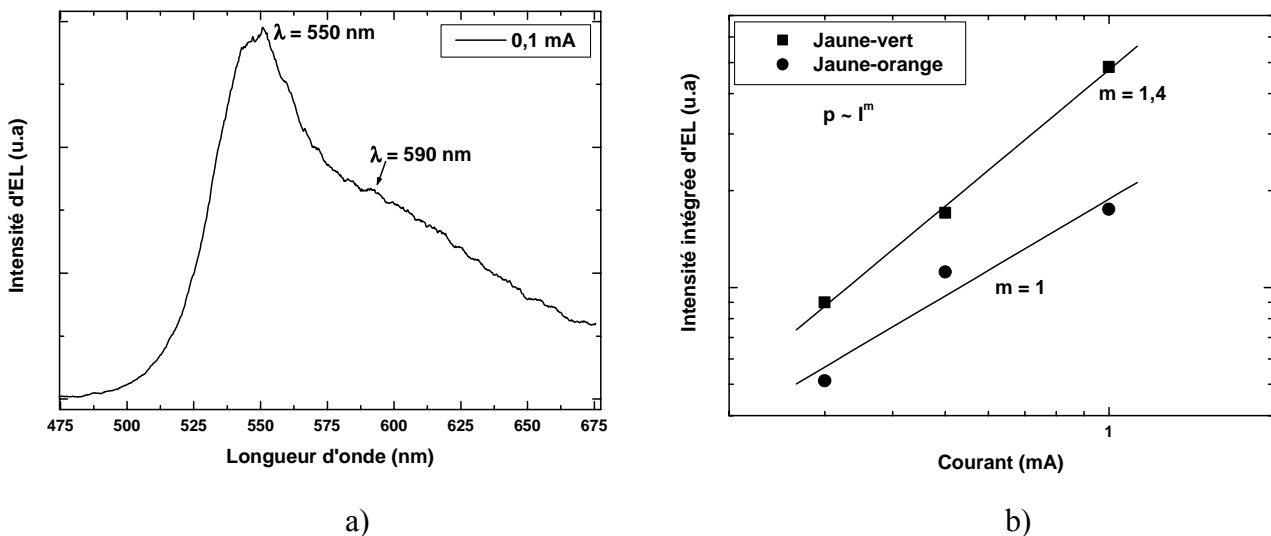 Intensité d'EL (u.a)
λ = 550 nm
0,1 mA
λ = 590 nm
475 500 525 550 575 600 625 650 675
Longueur d'onde (nm)
a)
Intensité intégrée d'EL (u.a)
Jaune-vert
Jaune-orange
p ~ I^m
m = 1,4
m = 1
1
Courant (mA)
b)